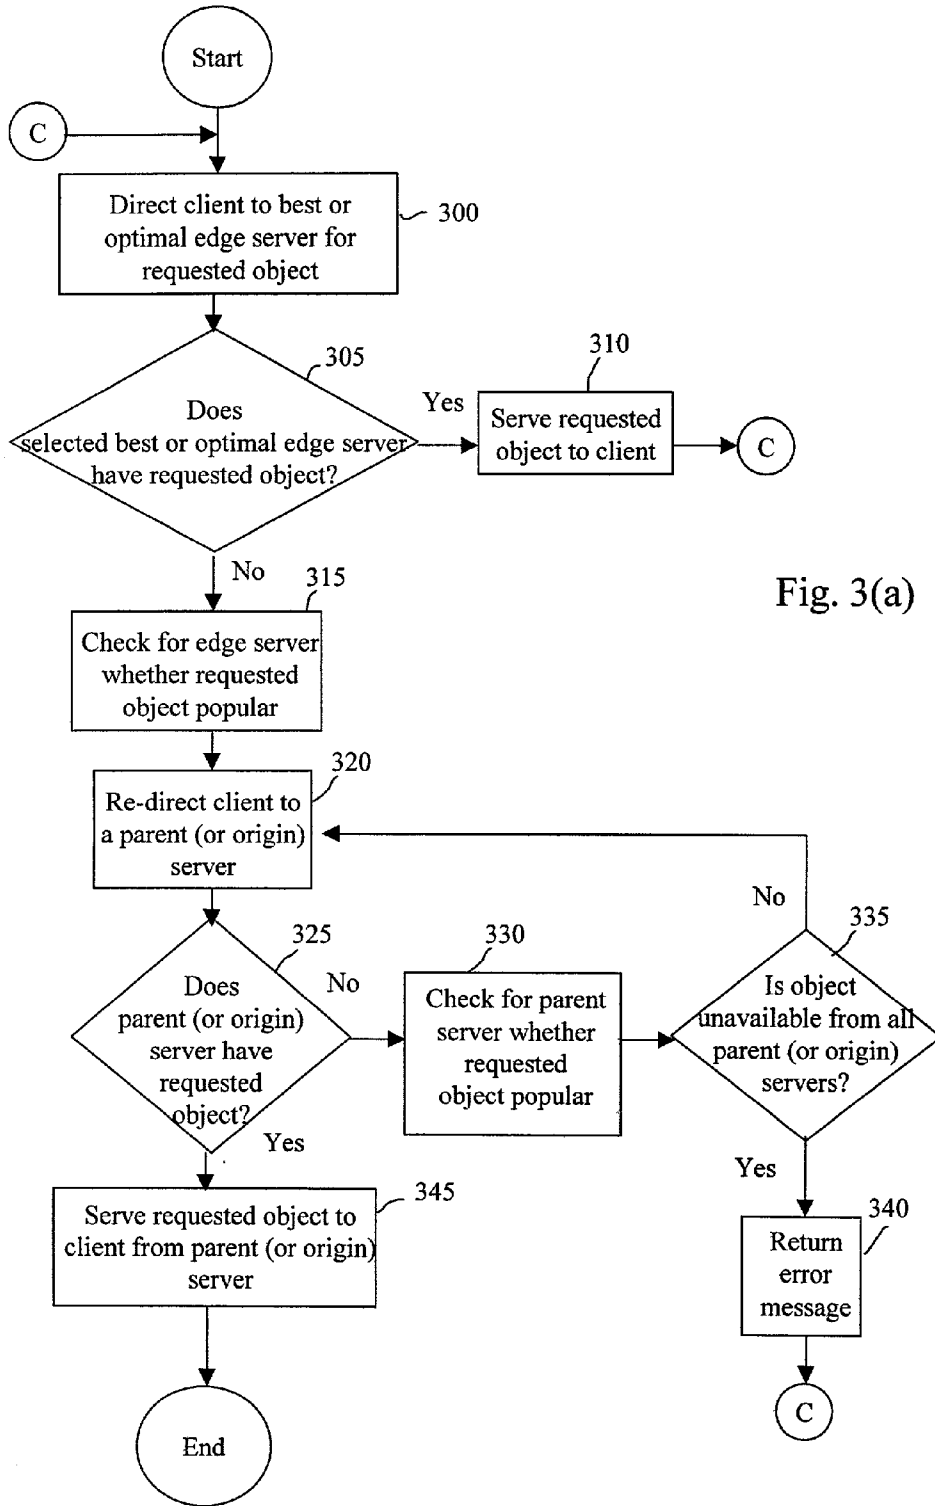 Start
C
Direct client to best or
optimal edge server for
requested object
300
305
Does
selected best or optimal edge server
have requested object?
Yes
310
Serve requested
object to client
C
No
315
Check for edge server
whether requested
object popular
Fig. 3(a)
320
Re-direct client to
a parent (or origin)
server
325
Does
parent (or origin)
server have
requested
object?
No
330
Check for parent
server whether
requested
object popular
No
335
Is object
unavailable from all
parent (or origin)
servers?
Yes
Yes
345
Serve requested object to
client from parent (or origin)
server
340
Return
error
message
C
End